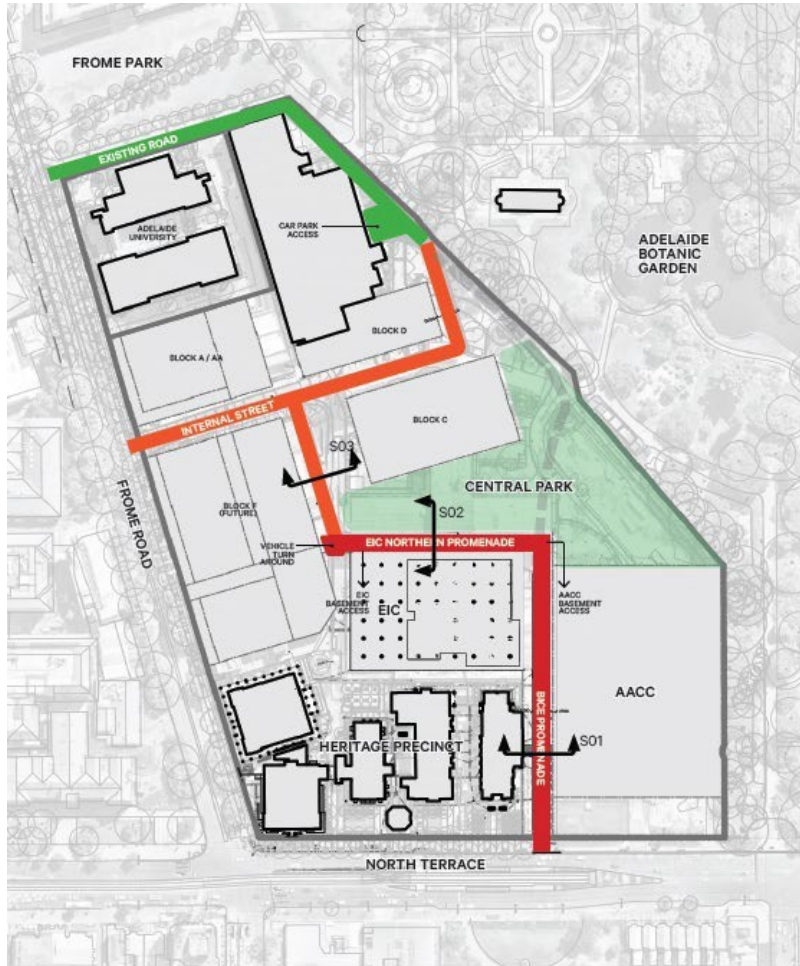 FROME PARK
EXISTING ROAD
ADELAIDE
UNIVERSITY
CAR PARK
ACCESS
ADELAIDE
BOTANIC
GARDEN
BLOCK D
BLOCK A / AA
BLOCK C
INTERNAL STREET
S03
CENTRAL PARK
FROME ROAD
BLOCK F
(FUTURE)
S02
VEHICLE
TURN
AROUND
EIC NORTHERN PROMENADE
EIC
BASEMENT
ACCESS
EIC
AACC
BASEMENT
ACCESS
AACC
BICE PROMENADE
HERITAGE PRECINCT
S01
NORTH TERRACE